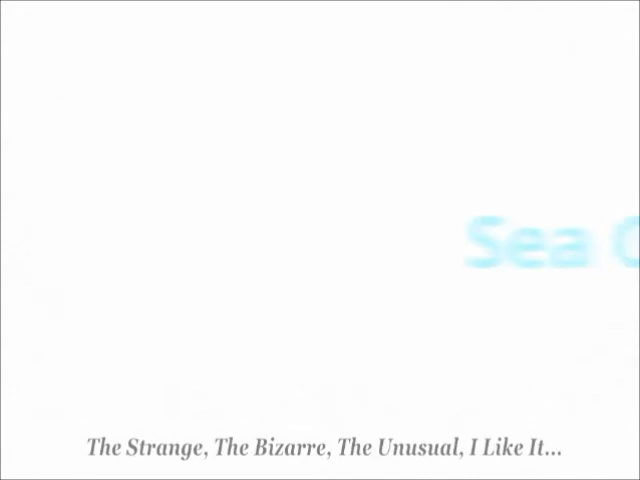 Sea
The Strange, The Bizarre, The Unusual, I Like It...